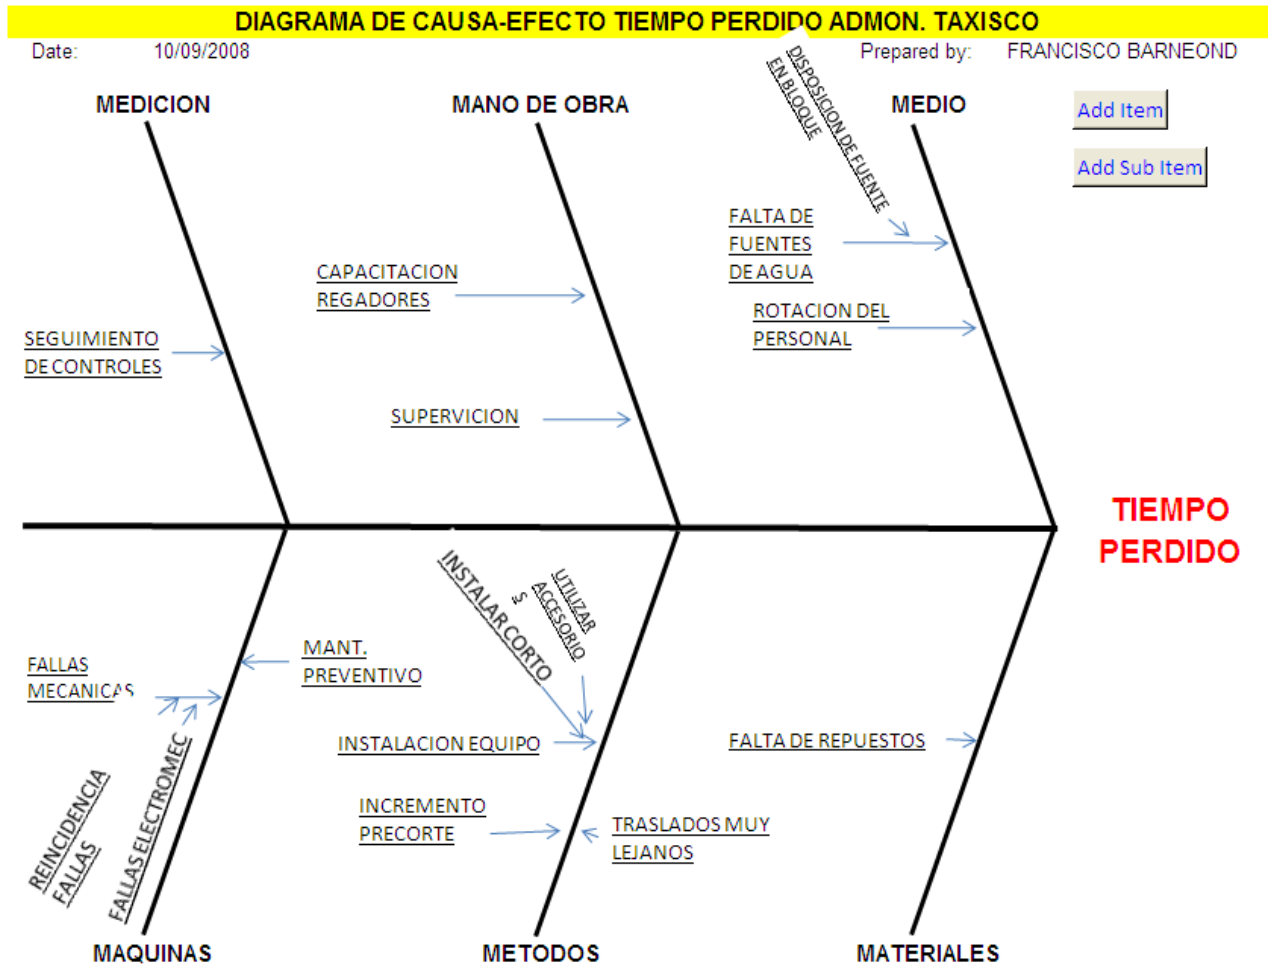 DIAGRAMA DE CAUSA-EFECTO TIEMPO PERDIDO ADMON. TAXISCO
Date: 10/09/2008
Prepared by: FRANCISCO BARNEOND
MEDICION
MANO DE OBRA
MEDIO
Add Item
Add Sub Item
DISPOSICION DE FUENTE
EN BLOQUE
FALTA DE
FUENTES
DE AGUA
ROTACION DEL
PERSONAL
CAPACITACION
REGADORES
SUPERVICION
SEGUIMIENTO
DE CONTROLES
TIEMPO
PERDIDO
FALLAS
MECANICAS
MANT.
PREVENTIVO
REINCIDENCIA
FALLAS
FALLAS ELECTROMEC
INSTALAR CORTO
UTILIZAR
ACCESORIO
S
INSTALACION EQUIPO
INCREMENTO
PRECORTE
TRASLADOS MUY
LEJANOS
FALTA DE REPUESTOS
MAQUINAS
METODOS
MATERIALES